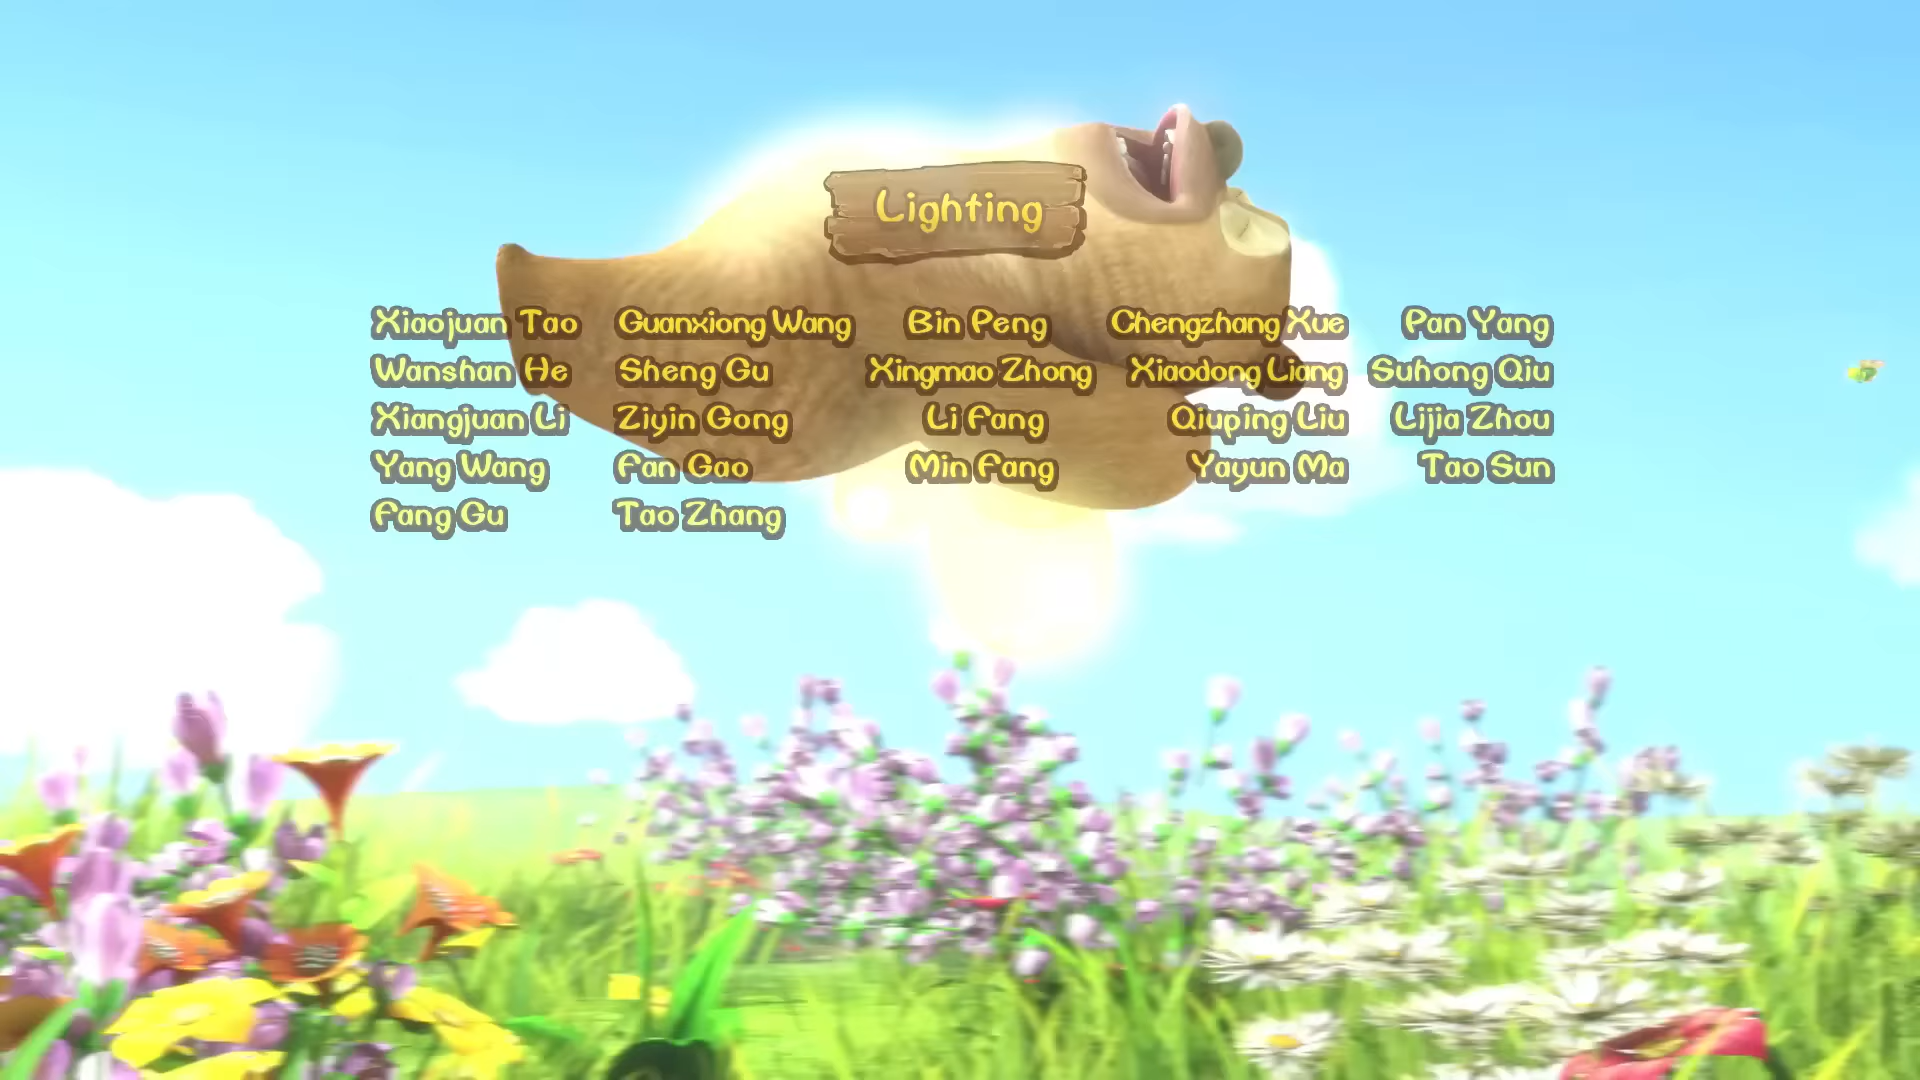 Lighting
Xiaojuan Tao Guanxiong Wang Bin Peng Chengzhang Xue Pan Yang
Wanshan He Sheng Gu Xingmao Zhong Xiaodong Liang Suhong Qiu
Xiangjuan Li Ziyin Gong Li Fang Qiuping Liu Lijia Zhou
Yang Wang Fan Gao Min Fang Yayun Ma Tao Sun
Fang Gu Tao Zhang